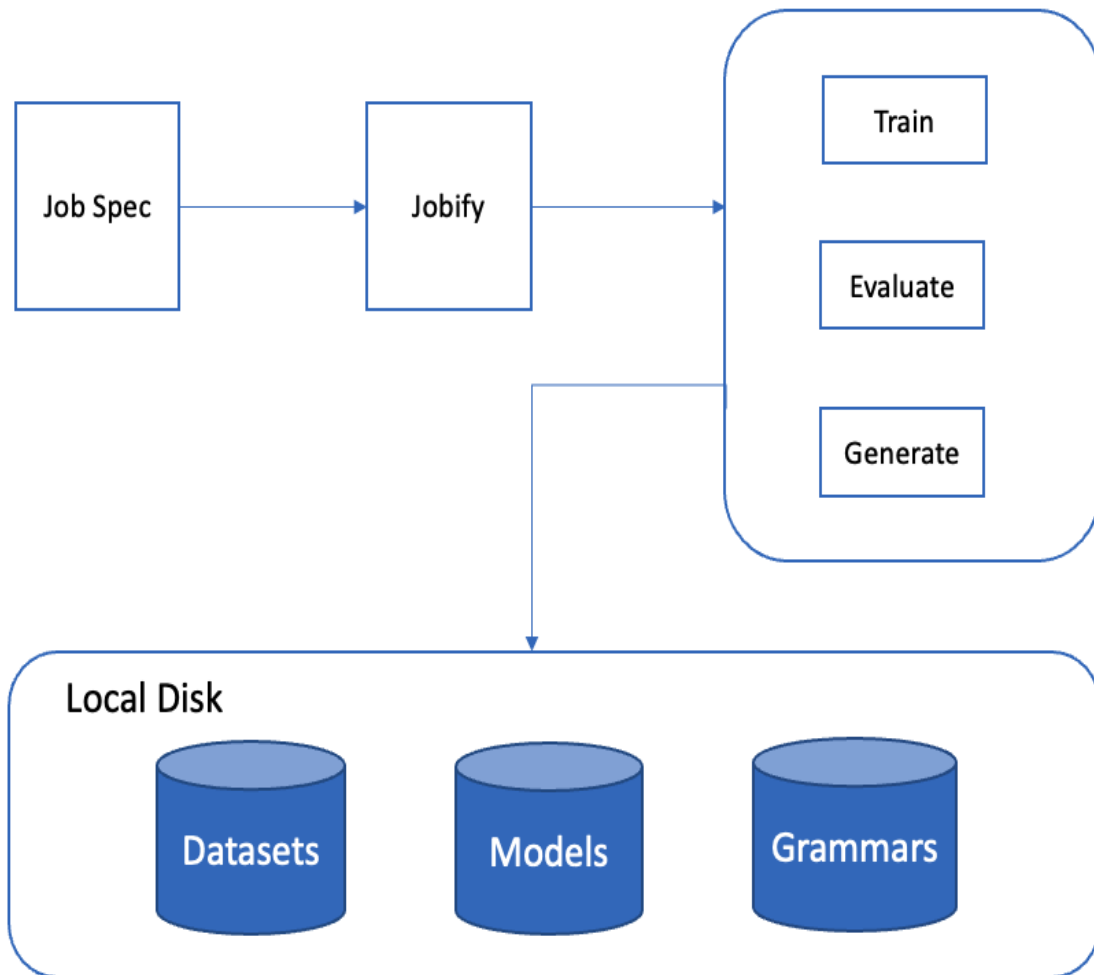 Job Spec
Jobify
Train
Evaluate
Generate
Local Disk
Datasets
Models
Grammars